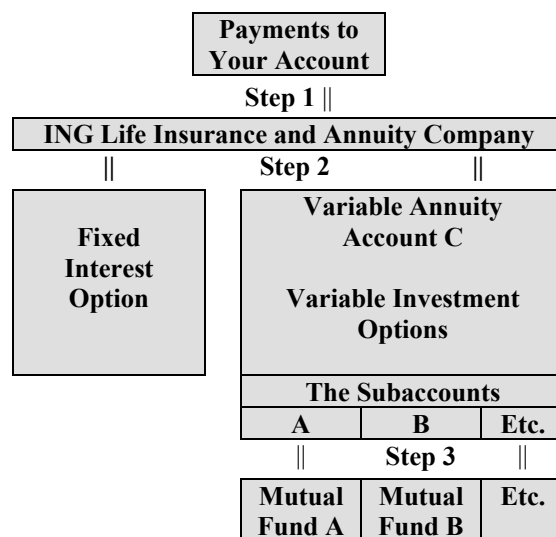 Payments to
Your Account
Step 1 ||
ING Life Insurance and Annuity Company
|| Step 2 ||
Fixed
Interest
Option
Variable Annuity
Account C
Variable Investment
Options
The Subaccounts
A B Etc.
|| Step 3 ||
Mutual
Fund A
Mutual
Fund B
Etc.